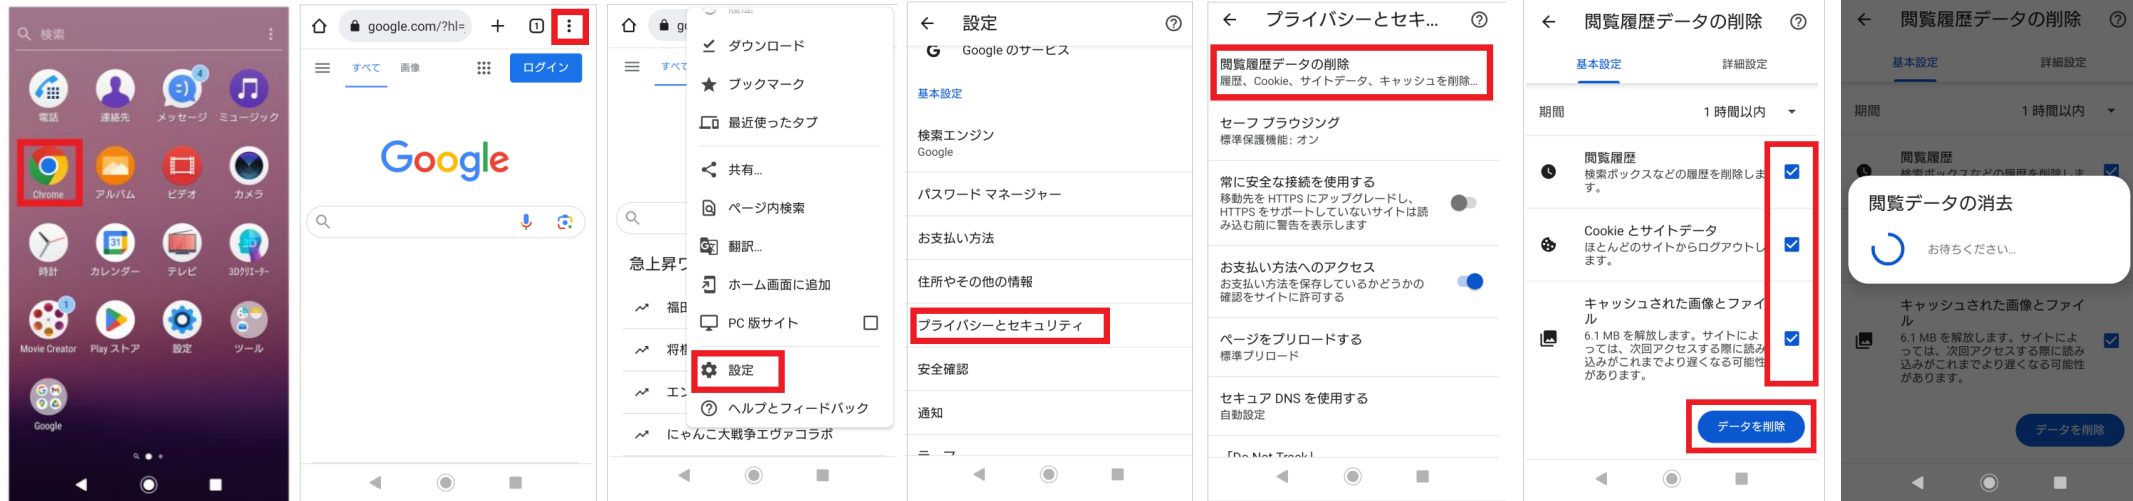 検索
電話
連絡先
4
メッセージ
ミュージック
Chrome
アルバム
ビデオ
カメラ
31
時計
カレンダー
テレビ
3Dクリエーター
1
Movie Creator
Play ストア
設定
ツール
Google
google.com/?hl=
1
すべて
画像
ログイン
Google
すべて
急上昇ワ
福田
将棋
エン
にゃんこ大戦争エヴァコラボ
履歴
ダウンロード
ブックマーク
最近使ったタブ
共有...
ページ内検索
翻訳...
ホーム画面に追加
PC 版サイト
設定
ヘルプとフィードバック
設定
Google のサービス
基本設定
検索エンジン
Google
パスワード マネージャー
お支払い方法
住所やその他の情報
プライバシーとセキュリティ
安全確認
通知
テーマ
プライバシーとセキ...
閲覧履歴データの削除
履歴、Cookie、サイトデータ、キャッシュを削除...
セーフ ブラウジング
標準保護機能: オン
常に安全な接続を使用する
移動先を HTTPS にアップグレードし、
HTTPS をサポートしていないサイトは読
み込む前に警告を表示します
お支払い方法へのアクセス
お支払い方法を保存しているかどうかの
確認をサイトに許可する
ページをプリロードする
標準プリロード
セキュア DNS を使用する
自動設定
「Do Not Track」
閲覧履歴データの削除
基本設定
詳細設定
期間
1 時間以内
閲覧履歴
検索ボックスなどの履歴を削除しま
す。
Cookie とサイトデータ
ほとんどのサイトからログアウトし
ます。
キャッシュされた画像とファイ
ル
6.1 MB を解放します。サイトによ
っては、次回アクセスする際に読み
込みがこれまでより遅くなる可能性
があります。
データを削除
閲覧履歴データの削除
基本設定
詳細設定
期間
1 時間以内
閲覧履歴
検索ボックスなどの履歴を削除しま
閲覧データの消去
お待ちください...
キャッシュされた画像とファイ
ル
6.1 MB を解放します。サイトによ
っては、次回アクセスする際に読み
込みがこれまでより遅くなる可能性
があります。
データを削除